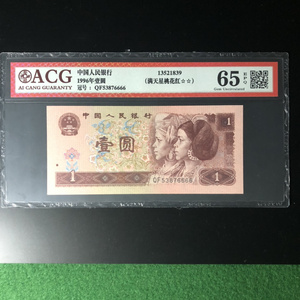 ACG
AI CANG GUARANTY
中国人民银行
1996年壹圆
冠号： QF53876666
13521839
（满天星桃花红☆☆）
65 EPQ
Gem Uncirculated
中国人民银行
1
壹圆
1
QF53876666
1